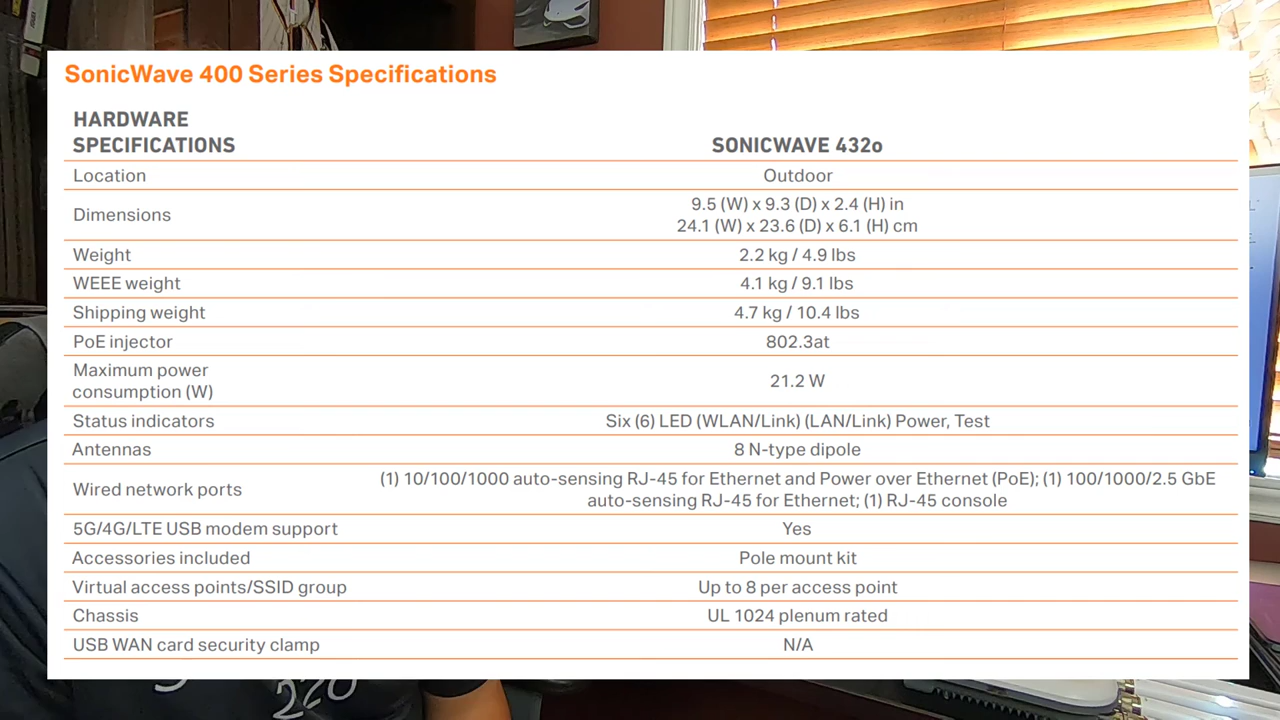 SonicWave 400 Series Specifications
HARDWARE
SPECIFICATIONS SONICWAVE 432o
Location Outdoor
Dimensions 9.5 (W) x 9.3 (D) x 2.4 (H) in
24.1 (W) x 23.6 (D) x 6.1 (H) cm
Weight 2.2 kg / 4.9 lbs
WEEE weight 4.1 kg / 9.1 lbs
Shipping weight 4.7 kg / 10.4 lbs
PoE injector 802.3at
Maximum power
consumption (W) 21.2 W
Status indicators Six (6) LED (WLAN/Link) (LAN/Link) Power, Test
Antennas 8 N-type dipole
Wired network ports (1) 10/100/1000 auto-sensing RJ-45 for Ethernet and Power over Ethernet (PoE); (1) 100/1000/2.5 GbE
auto-sensing RJ-45 for Ethernet; (1) RJ-45 console
5G/4G/LTE USB modem support Yes
Accessories included Pole mount kit
Virtual access points/SSID group Up to 8 per access point
Chassis UL 1024 plenum rated
USB WAN card security clamp N/A